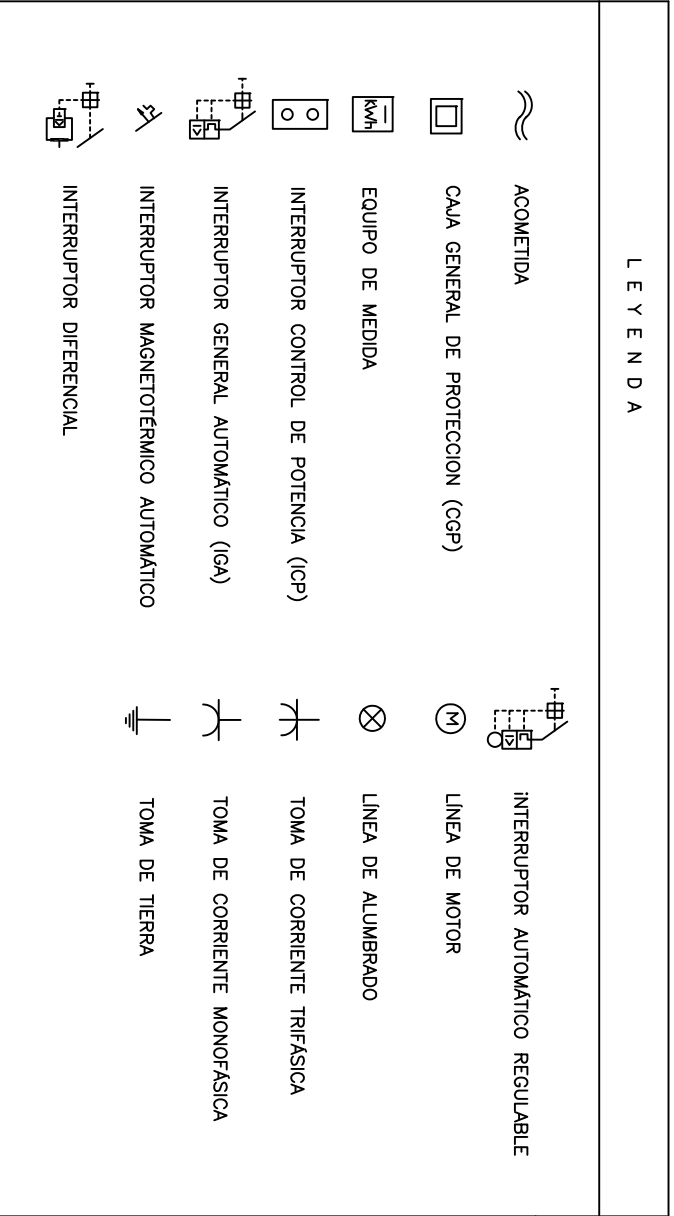 L E Y E N D A
ACOMETIDA
CAJA GENERAL DE PROTECCION (CGP)
KWh
EQUIPO DE MEDIDA
INTERRUPTOR CONTROL DE POTENCIA (ICP)
I>
INTERRUPTOR GENERAL AUTOMÁTICO (IGA)
INTERRUPTOR MAGNETOTÉRMICO AUTOMÁTICO
INTERRUPTOR DIFERENCIAL
I>
iNTERRUPTOR AUTOMÁTICO REGULABLE
M
LÍNEA DE MOTOR
LÍNEA DE ALUMBRADO
TOMA DE CORRIENTE TRIFÁSICA
TOMA DE CORRIENTE MONOFÁSICA
TOMA DE TIERRA